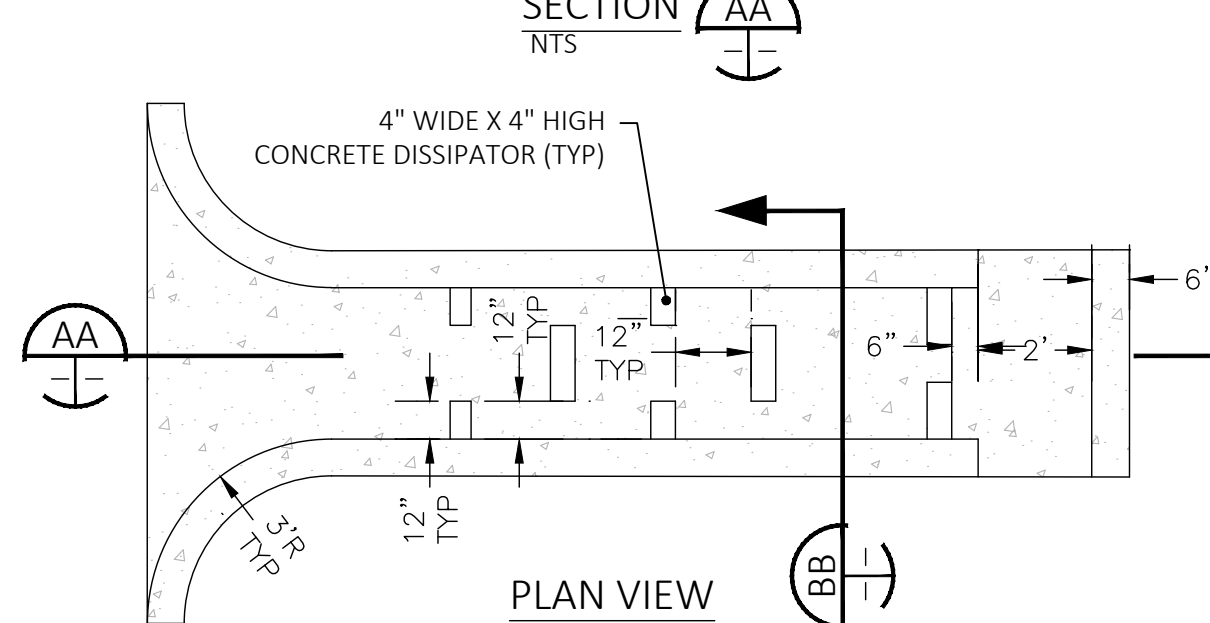 SECTION
AA
NTS
4" WIDE X 4" HIGH
CONCRETE DISSIPATOR (TYP)
6"
AA
12"
TYP
12"
TYP
6"
2'
12"
TYP
3'R
TYP
BB
PLAN VIEW